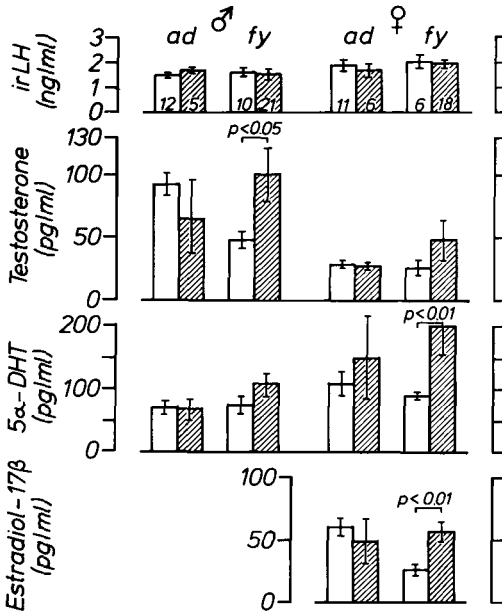 ♂ ♀
ad fy ad fy
irLH (ng/ml)
3
2
1
0
12 5 10 21 11 6 6 18
Testosterone (pg/ml)
130
100
50
0
p<0.05
5α-DHT (pg/ml)
200
100
0
p<0.01
Estradiol-17β (pg/ml)
100
50
0
p<0.01